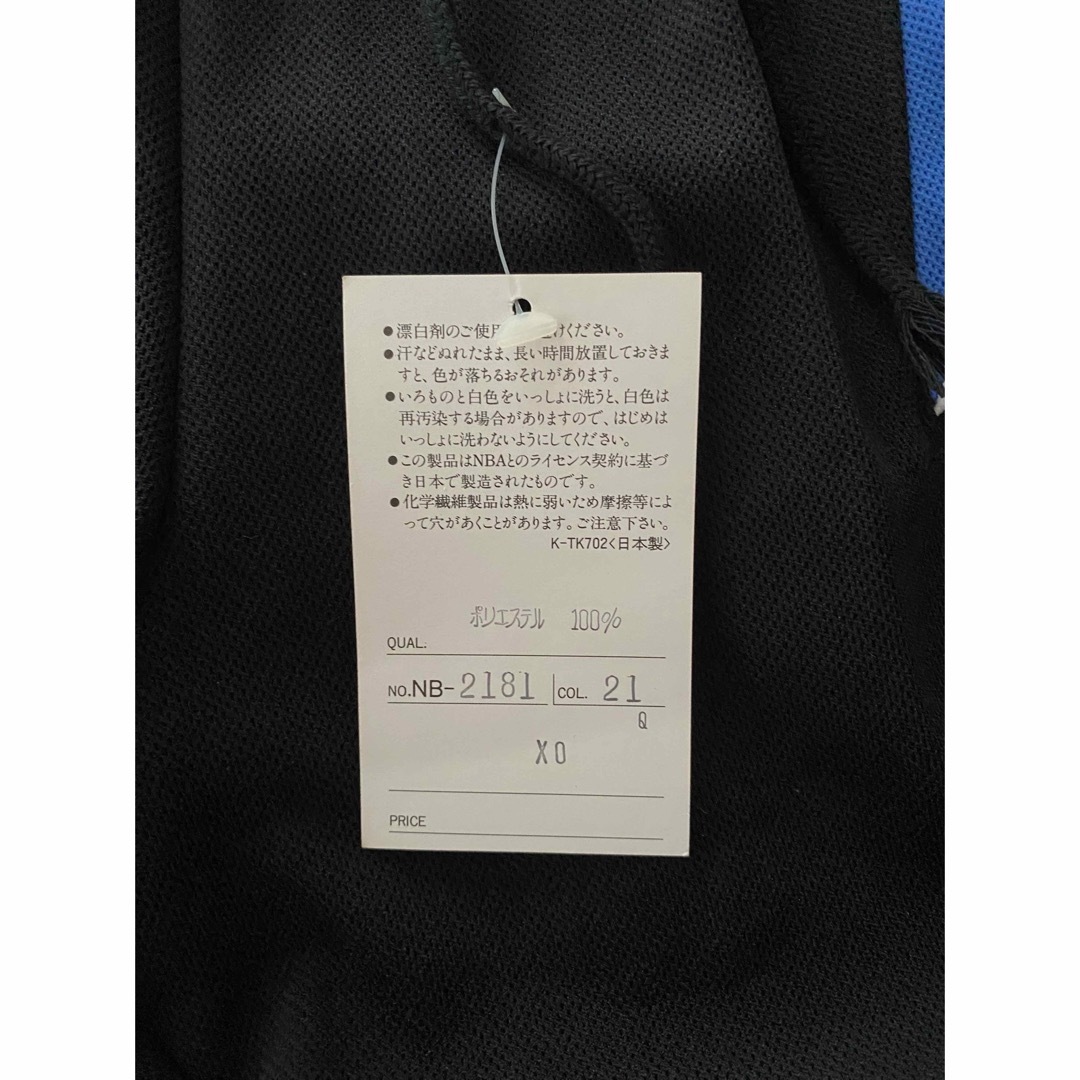 ●漂白剤のご使用 けください。
●汗などぬれたまま、長い時間放置しておきま
すと、色が落ちるおそれがあります。
●いろものと白色をいっしょに洗うと、白色は
再汚染する場合がありますので、はじめは
いっしょに洗わないようにしてください。
●この製品はNBAとのライセンス契約に基づ
き日本で製造されたものです。
●化学繊維製品は熱に弱いため摩擦等によ
って穴があくことがあります。ご注意下さい。
K-TK702〈日本製〉
ポリエステル 100%
QUAL.
NO.NB-2181 COL. 21
Q
XO
PRICE